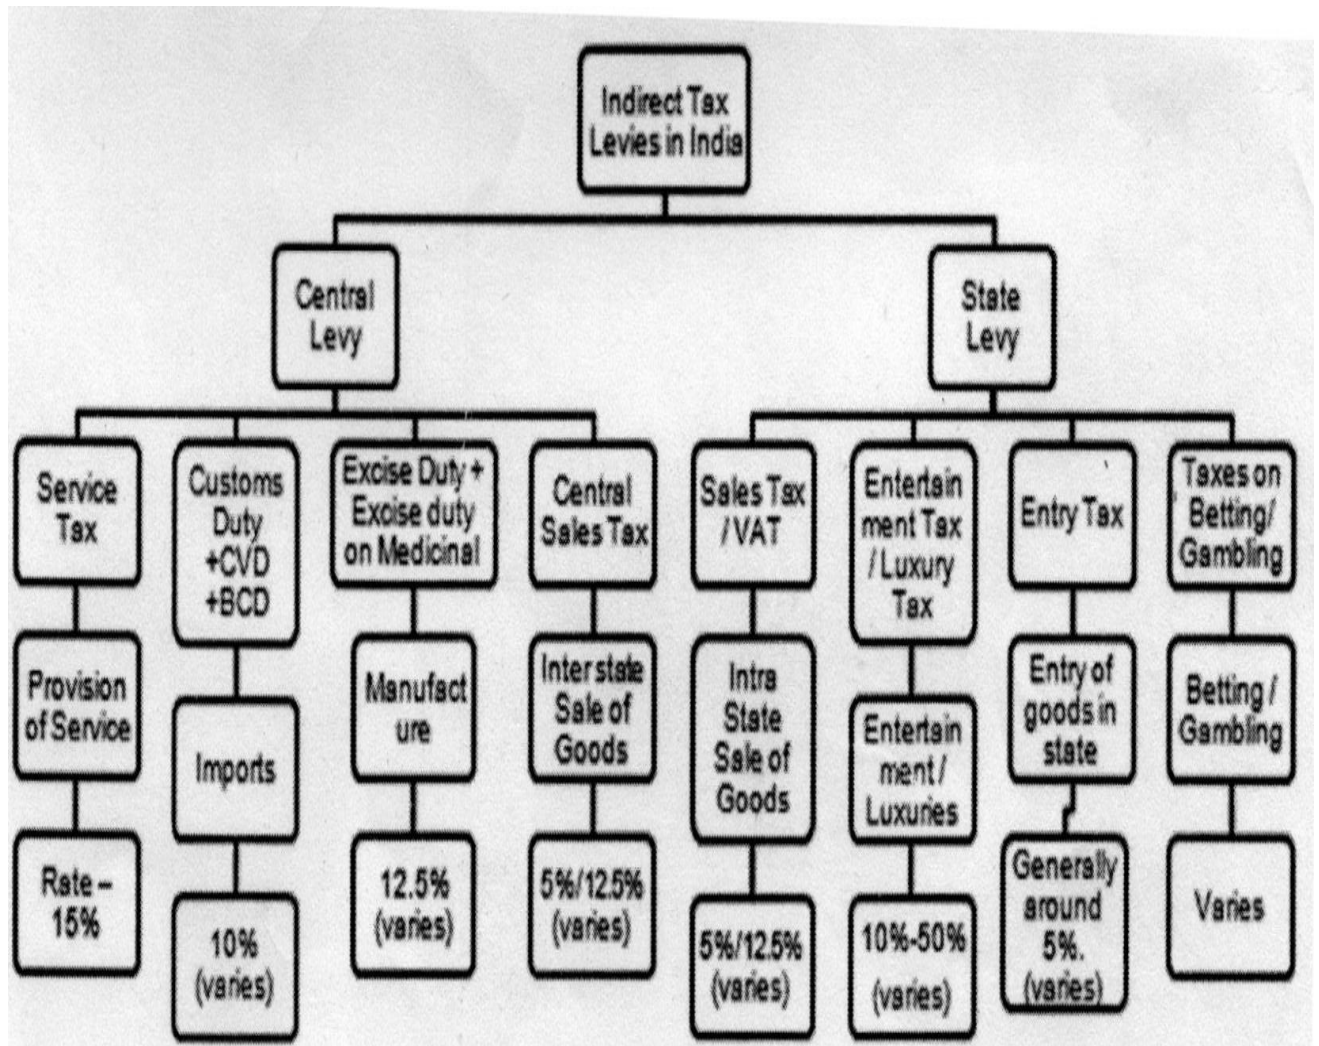 Indirect Tax
Levies in India
Central
Levy
State
Levy
Service
Tax
Customs
Duty
+CVD
+BCD
Excise Duty +
Excise duty
on Medicinal
Central
Sales Tax
Sales Tax
/ VAT
Entertain
ment Tax
/ Luxury
Tax
Entry Tax
Taxes on
Betting/
Gambling
Provision
of Service
Imports
Manufact
ure
Inter state
Sale of
Goods
Intra
State
Sale of
Goods
Entertain
ment /
Luxuries
Entry of
goods in
state
Betting /
Gambling
Rate –
15%
10%
(varies)
12.5%
(varies)
5%/12.5%
(varies)
5%/12.5%
(varies)
10%-50%
(varies)
Generally
around
5%.
(varies)
Varies